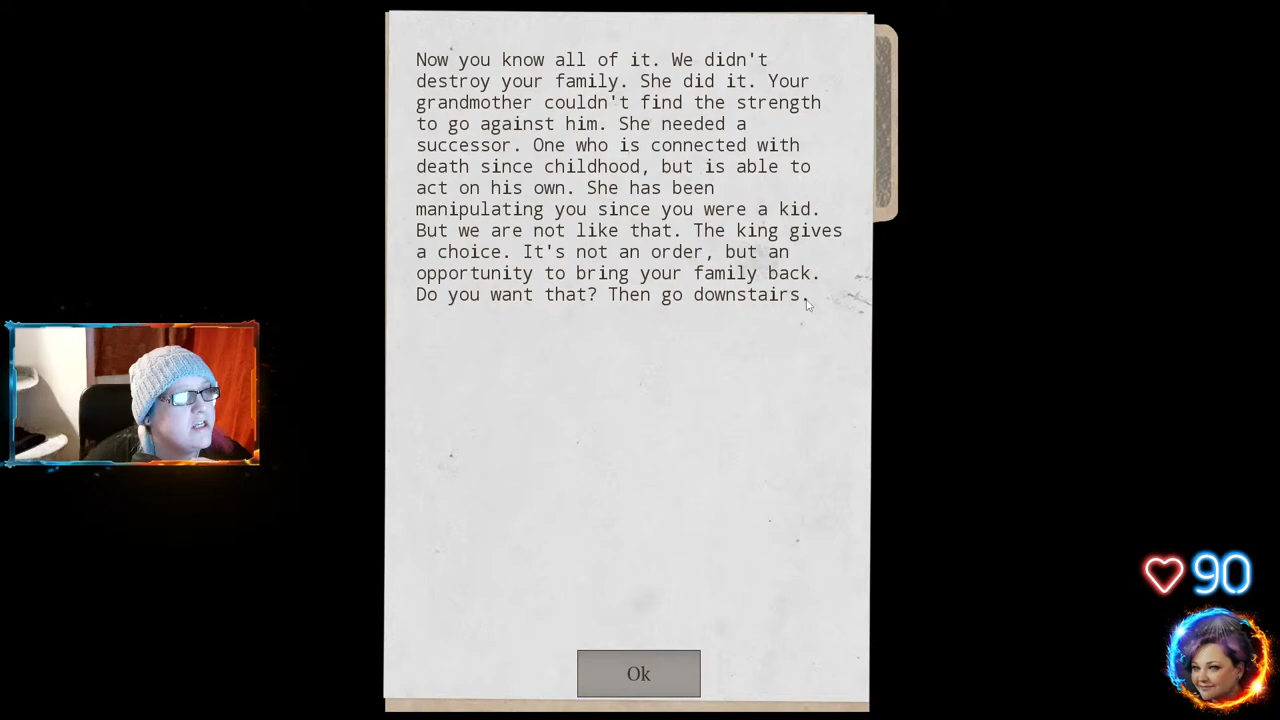 Now you know all of it. We didn't
destroy your family. She did it. Your
grandmother couldn't find the strength
to go against him. She needed a
successor. One who is connected with
death since childhood, but is able to
act on his own. She has been
manipulating you since you were a kid.
But we are not like that. The king gives
a choice. It's not an order, but an
opportunity to bring your family back.
Do you want that? Then go downstairs.
Ok
90